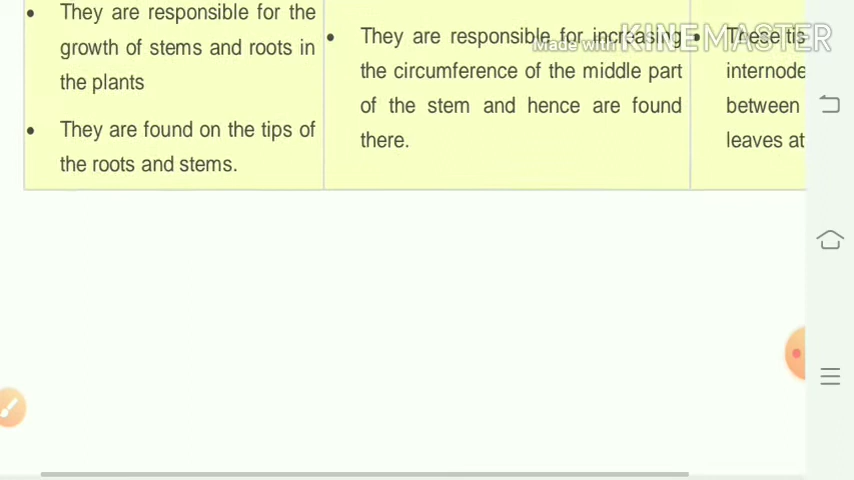 They are responsible for the
growth of stems and roots in
the plants
They are found on the tips of
the roots and stems.
They are responsible for increasing
the circumference of the middle part
of the stem and hence are found
there.
These tis
internode
between
leaves at
Made with KINEMASTER